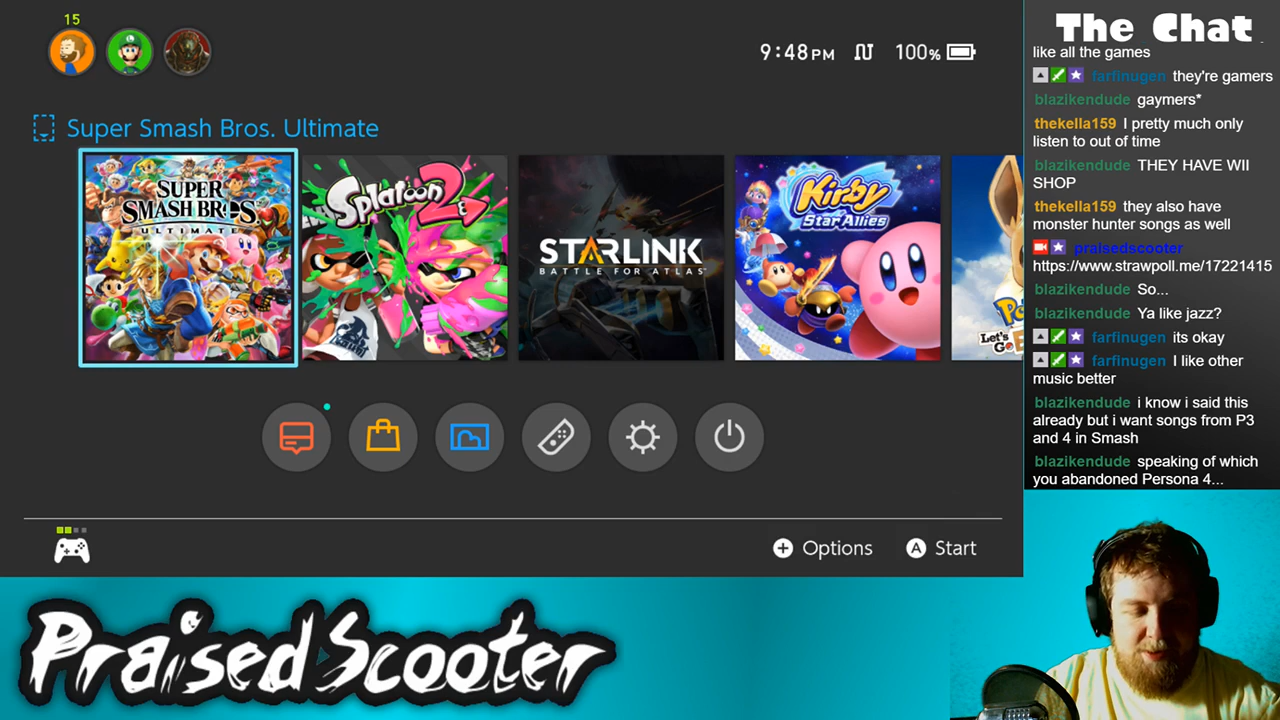 15
9:48PM
100%
Super Smash Bros. Ultimate
SUPER
SMASH BROS.
ULTIMATE
Splatoon 2
STARLINK
BATTLE FOR ATLAS
Kirby
Star Allies
Let's Go
+ Options
A Start
PraisedScooter
The Chat
like all the games
farfinugen they're gamers
blazikendude gaymers*
thekella159 I pretty much only
listen to out of time
blazikendude THEY HAVE WII
SHOP
thekella159 they also have
monster hunter songs as well
praisedscooter
https://www.strawpoll.me/17221415
blazikendude So...
blazikendude Ya like jazz?
farfinugen its okay
farfinugen I like other
music better
blazikendude i know i said this
already but i want songs from P3
and 4 in Smash
blazikendude speaking of which
you abandoned Persona 4...